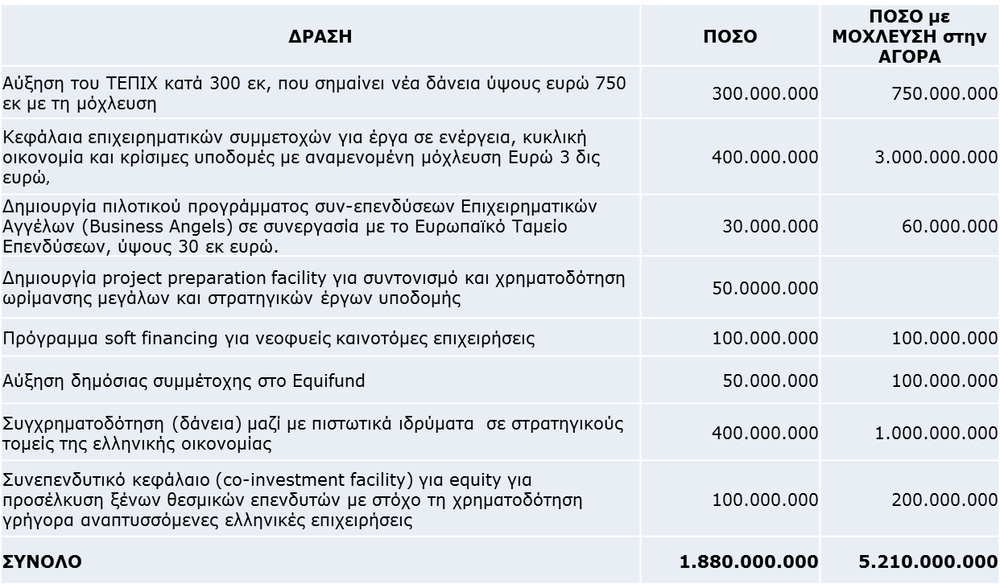 ΔΡΑΣΗ
ΠΟΣΟ
ΠΟΣΟ με
ΜΟΧΛΕΥΣΗ στην
ΑΓΟΡΑ
Αύξηση του ΤΕΠΙΧ κατά 300 εκ, που σημαίνει νέα δάνεια ύψους ευρώ 750
εκ με τη μόχλευση
300.000.000
750.000.000
Κεφάλαια επιχειρηματικών συμμετοχών για έργα σε ενέργεια, κυκλική
οικονομία και κρίσιμες υποδομές με αναμενομένη μόχλευση Ευρώ 3 δις
ευρώ,
400.000.000
3.000.000.000
Δημιουργία πιλοτικού προγράμματος συν-επενδύσεων Επιχειρηματικών
Αγγέλων (Business Angels) σε συνεργασία με το Ευρωπαϊκό Ταμείο
Επενδύσεων, ύψους 30 εκ ευρώ.
30.000.000
60.000.000
Δημιουργία project preparation facility για συντονισμό και χρηματοδότηση
ωρίμανσης μεγάλων και στρατηγικών έργων υποδομής
50.0000.000
Πρόγραμμα soft financing για νεοφυείς καινοτόμες επιχειρήσεις
100.000.000
100.000.000
Αύξηση δημόσιας συμμέτοχης στο Equifund
50.000.000
100.000.000
Συγχρηματοδότηση (δάνεια) μαζί με πιστωτικά ιδρύματα σε στρατηγικούς
τομείς της ελληνικής οικονομίας
400.000.000
1.000.000.000
Συνεπενδυτικό κεφάλαιο (co-investment facility) για equity για
προσέλκυση ξένων θεσμικών επενδυτών με στόχο τη χρηματοδότηση
γρήγορα αναπτυσσόμενες ελληνικές επιχειρήσεις
100.000.000
200.000.000
ΣΥΝΟΛΟ
1.880.000.000
5.210.000.000